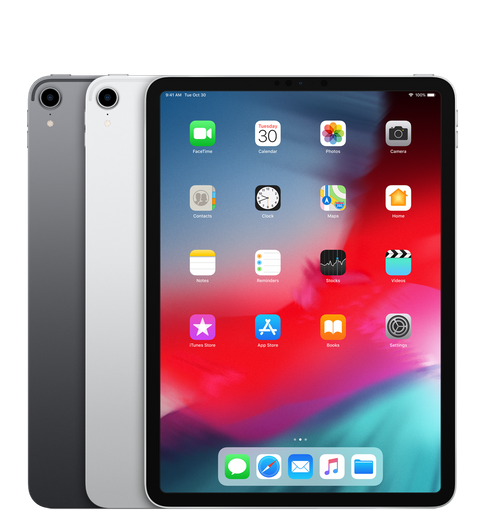 9:41 AM Tue Oct 30 100%
Tuesday
30
FaceTime Calendar Photos Camera
Contacts Clock Maps Home
Notes Reminders Stocks Videos
iTunes Store App Store Books Settings